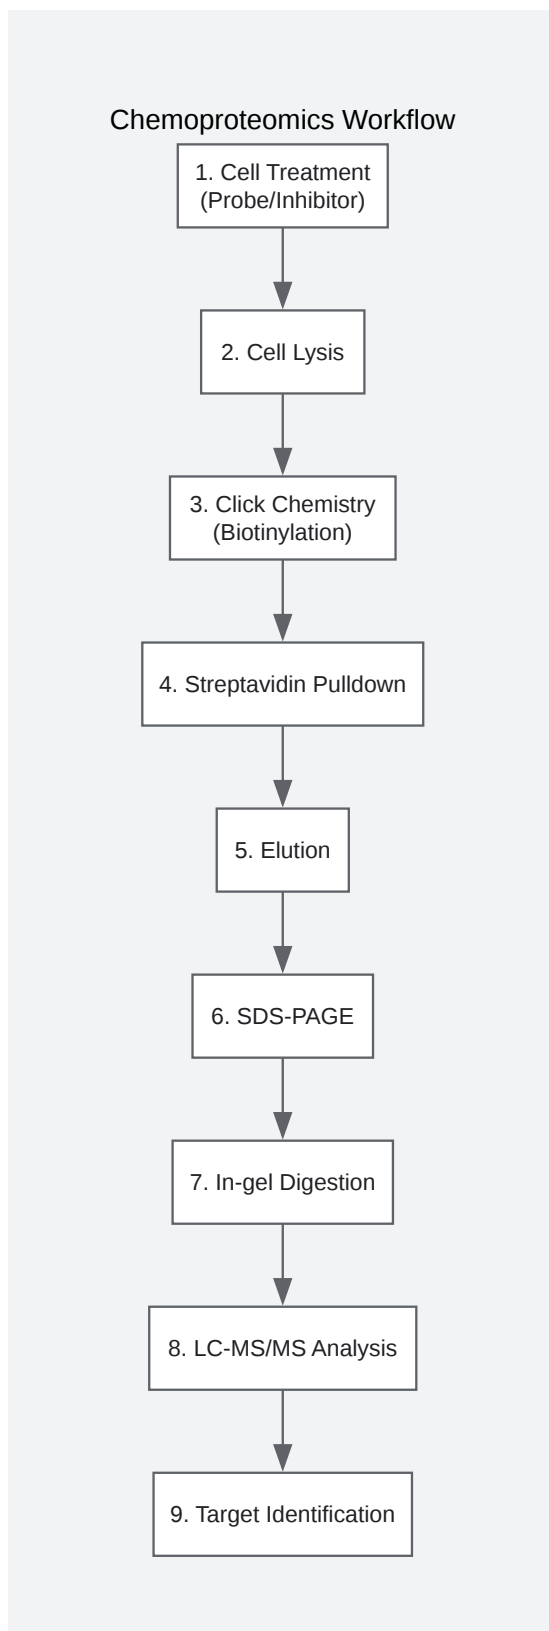 Chemoproteomics Workflow
1. Cell Treatment
(Probe/Inhibitor)
2. Cell Lysis
3. Click Chemistry
(Biotinylation)
4. Streptavidin Pulldown
5. Elution
6. SDS-PAGE
7. In-gel Digestion
8. LC-MS/MS Analysis
9. Target Identification